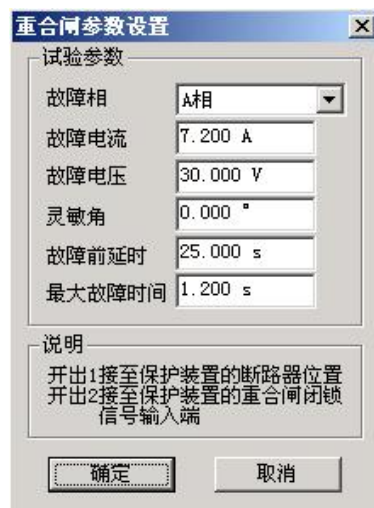 重合闸参数设置
试验参数
故障相 A相
故障电流 7.200 A
故障电压 30.000 V
灵敏角 0.000 °
故障前延时 25.000 s
最大故障时间 1.200 s
说明
开出1接至保护装置的断路器位置
开出2接至保护装置的重合闸闭锁
信号输入端
确定 取消